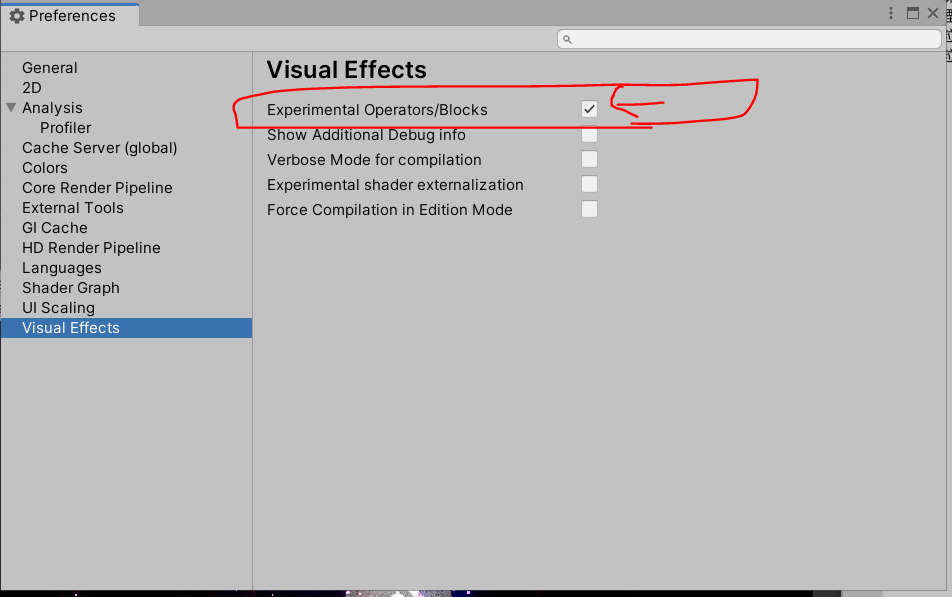 Preferences
General
2D
Analysis
Profiler
Cache Server (global)
Colors
Core Render Pipeline
External Tools
GI Cache
HD Render Pipeline
Languages
Shader Graph
UI Scaling
Visual Effects
Visual Effects
Experimental Operators/Blocks
Show Additional Debug info
Verbose Mode for compilation
Experimental shader externalization
Force Compilation in Edition Mode